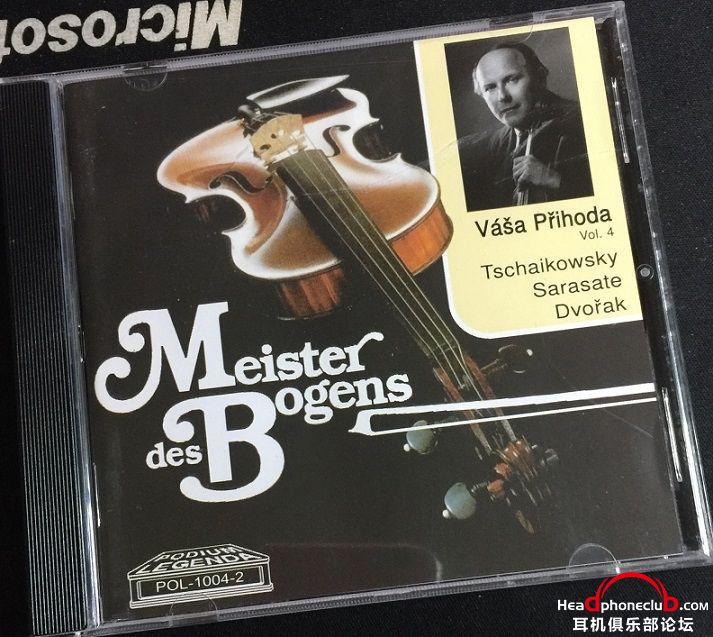 Microsof
Váša Přihoda
Vol. 4
Tschaikowsky
Sarasate
Dvořak
Meister
des Bogens
PODIUM
LEGENDA
POL-1004-2
Headphoneclub.com
耳机俱乐部论坛